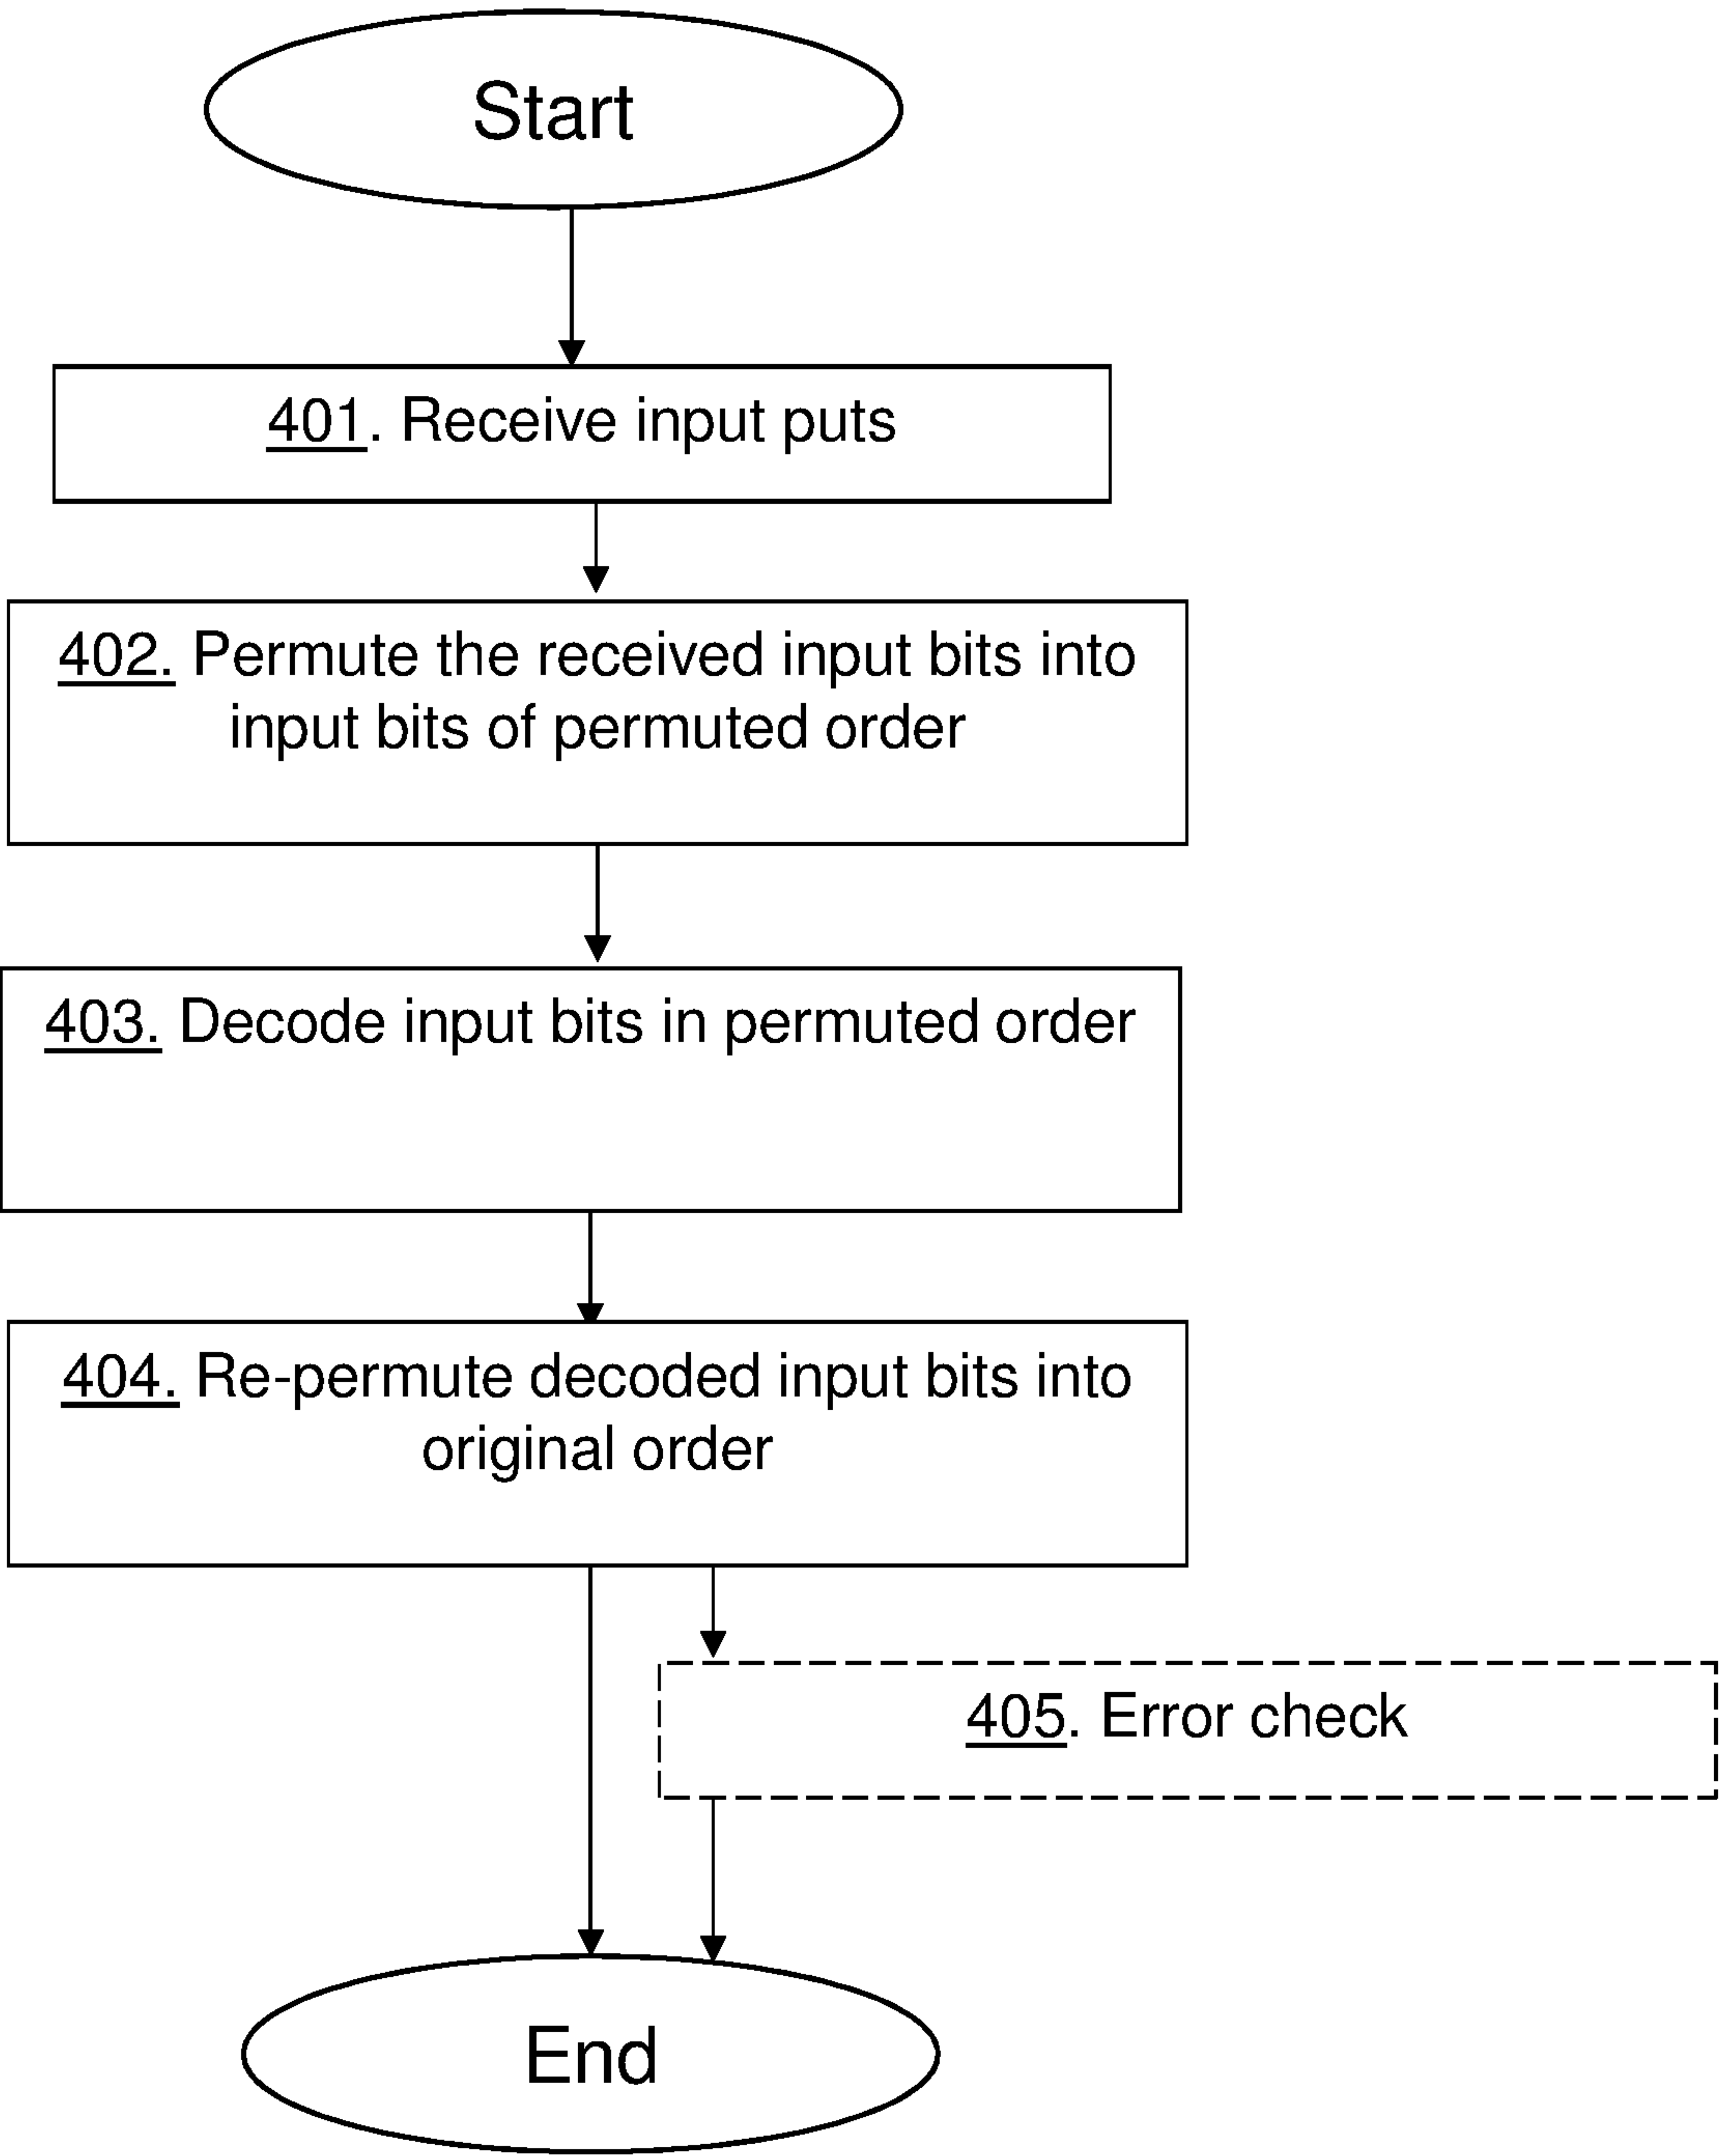 Start
401. Receive input puts
402. Permute the received input bits into
input bits of permuted order
403. Decode input bits in permuted order
404. Re-permute decoded input bits into
original order
405. Error check
End